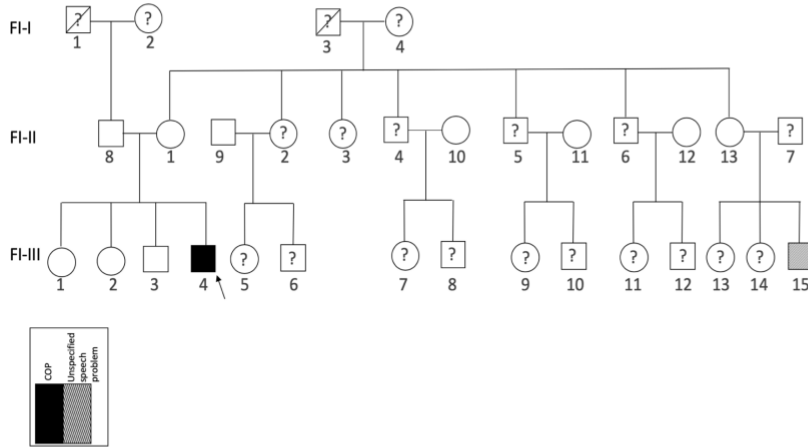 FI-I
? ? ? ?
1 2 3 4
FI-II
? ? ? ? ? ?
8 1 9 2 3 4 10 5 11 6 12 13 7
FI-III
? ? ? ? ? ? ? ? ? ?
1 2 3 4 5 6 7 8 9 10 11 12 13 14 15
COP
Unspecified
speech
problem